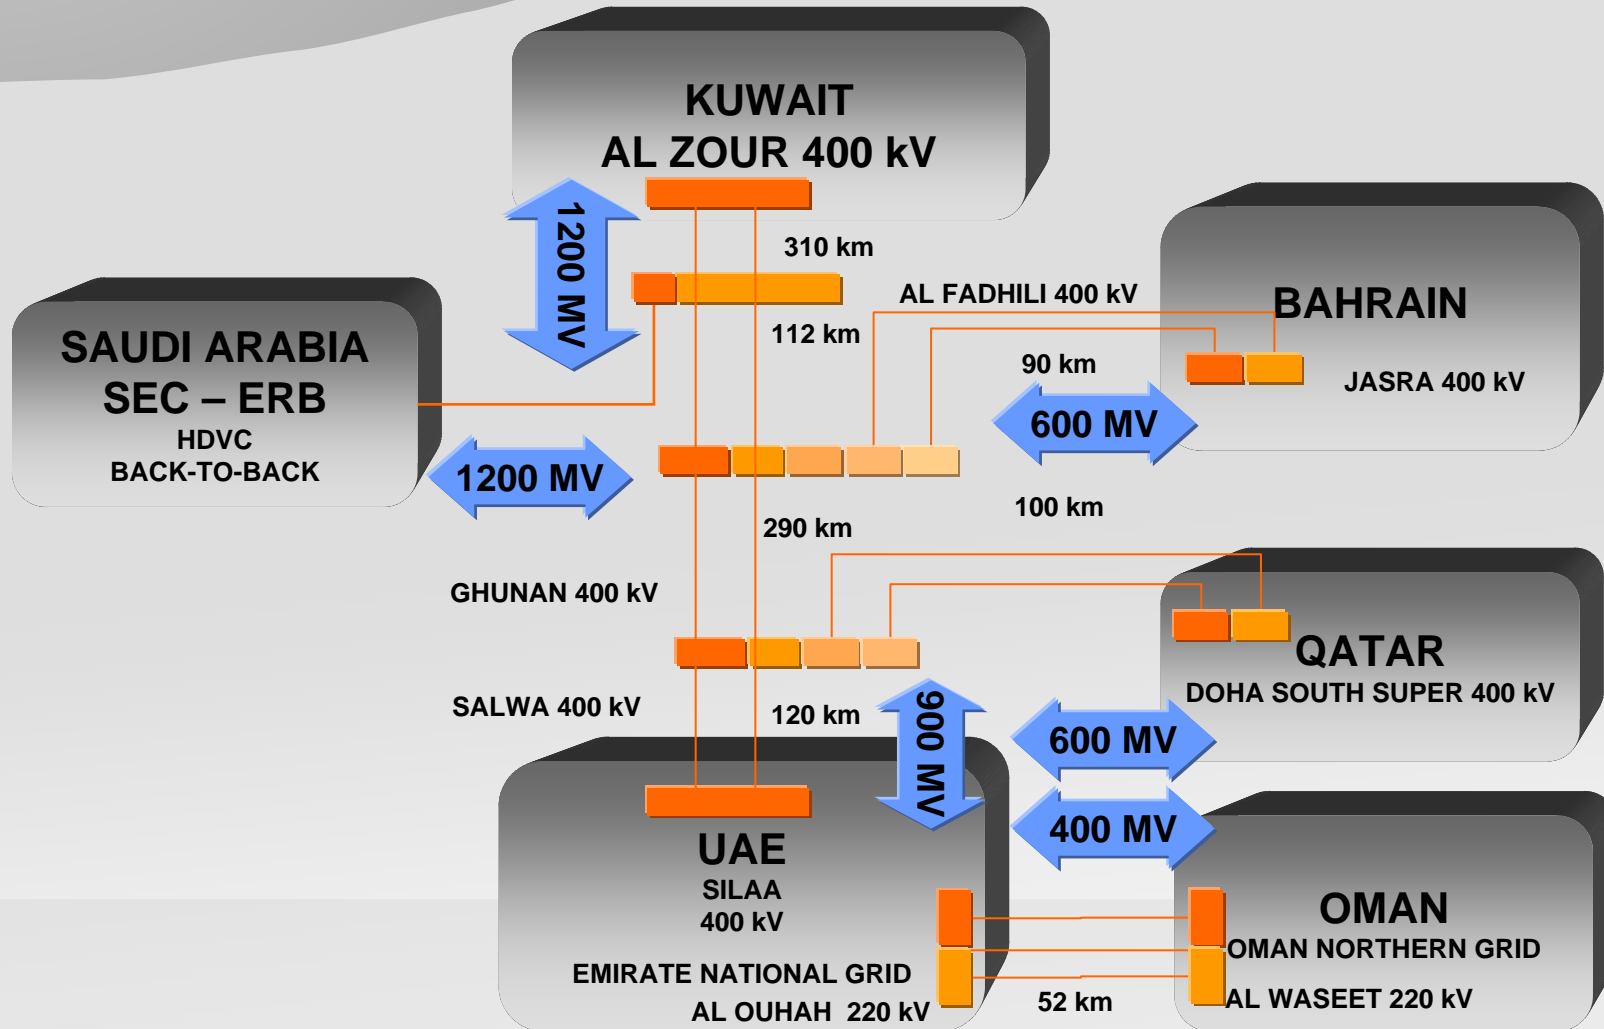 KUWAIT
AL ZOUR 400 kV
1200 MV
310 km
AL FADHILI 400 kV
112 km
BAHRAIN
JASRA 400 kV
90 km
600 MV
SAUDI ARABIA
SEC – ERB
HDVC
BACK-TO-BACK
1200 MV
100 km
290 km
GHUNAN 400 kV
QATAR
DOHA SOUTH SUPER 400 kV
SALWA 400 kV
120 km
900 MV
600 MV
400 MV
UAE
SILAA
400 kV
EMIRATE NATIONAL GRID
AL OUHAH 220 kV
52 km
OMAN
OMAN NORTHERN GRID
AL WASEET 220 kV